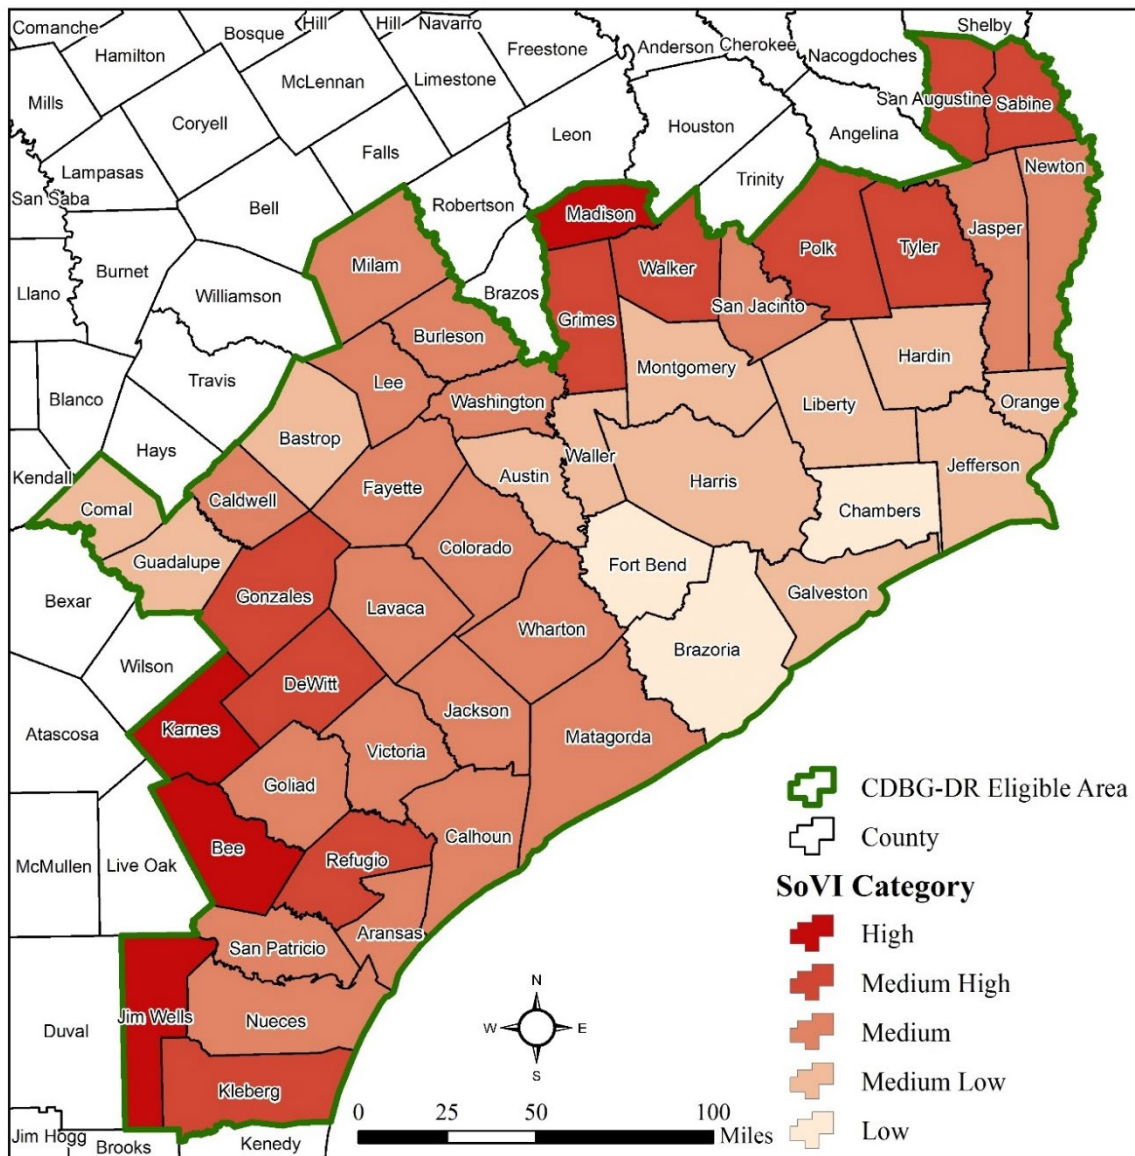 Comanche
Hamilton
Bosque
Hill
Hill
Navarro
Freestone
Anderson
Cherokee
Nacogdoches
Shelby
Mills
Coryell
McLennan
Limestone
Leon
Houston
Angelina
San Augustine
Sabine
Lampasas
Falls
San Saba
Bell
Robertson
Madison
Trinity
Newton
Burnet
Milam
Walker
Polk
Tyler
Jasper
Llano
Williamson
Brazos
Grimes
San Jacinto
Burleson
Travis
Lee
Washington
Montgomery
Hardin
Blanco
Liberty
Orange
Hays
Bastrop
Austin
Waller
Harris
Jefferson
Kendall
Comal
Caldwell
Fayette
Chambers
Guadalupe
Colorado
Fort Bend
Galveston
Bexar
Gonzales
Lavaca
Wharton
Brazoria
Wilson
DeWitt
Jackson
Atascosa
Karnes
Victoria
Matagorda
Goliad
Calhoun
McMullen
Live Oak
Bee
Refugio
Aransas
San Patricio
Duval
Jim Wells
Nueces
Kleberg
Jim Hogg
Brooks
Kenedy
CDBG-DR Eligible Area
County
SoVI Category
High
Medium High
Medium
Medium Low
Low
N
W E
S
0 25 50 100
Miles